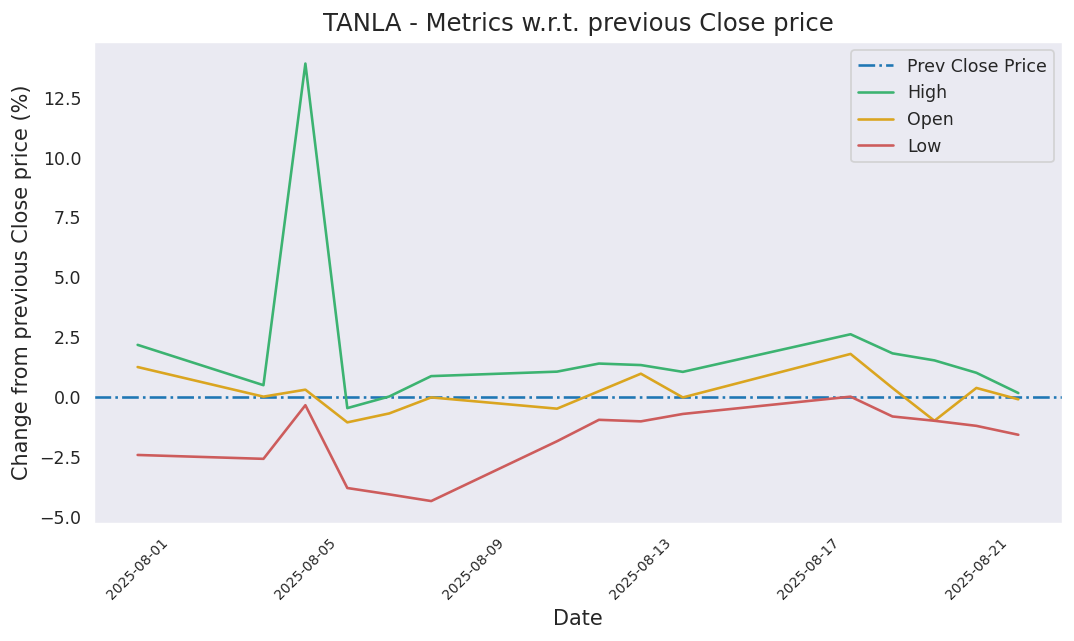 TANLA - Metrics w.r.t. previous Close price
Change from previous Close price (%)
12.5
10.0
7.5
5.0
2.5
0.0
−2.5
−5.0
Prev Close Price
High
Open
Low
2025-08-01
2025-08-05
2025-08-09
2025-08-13
2025-08-17
2025-08-21
Date